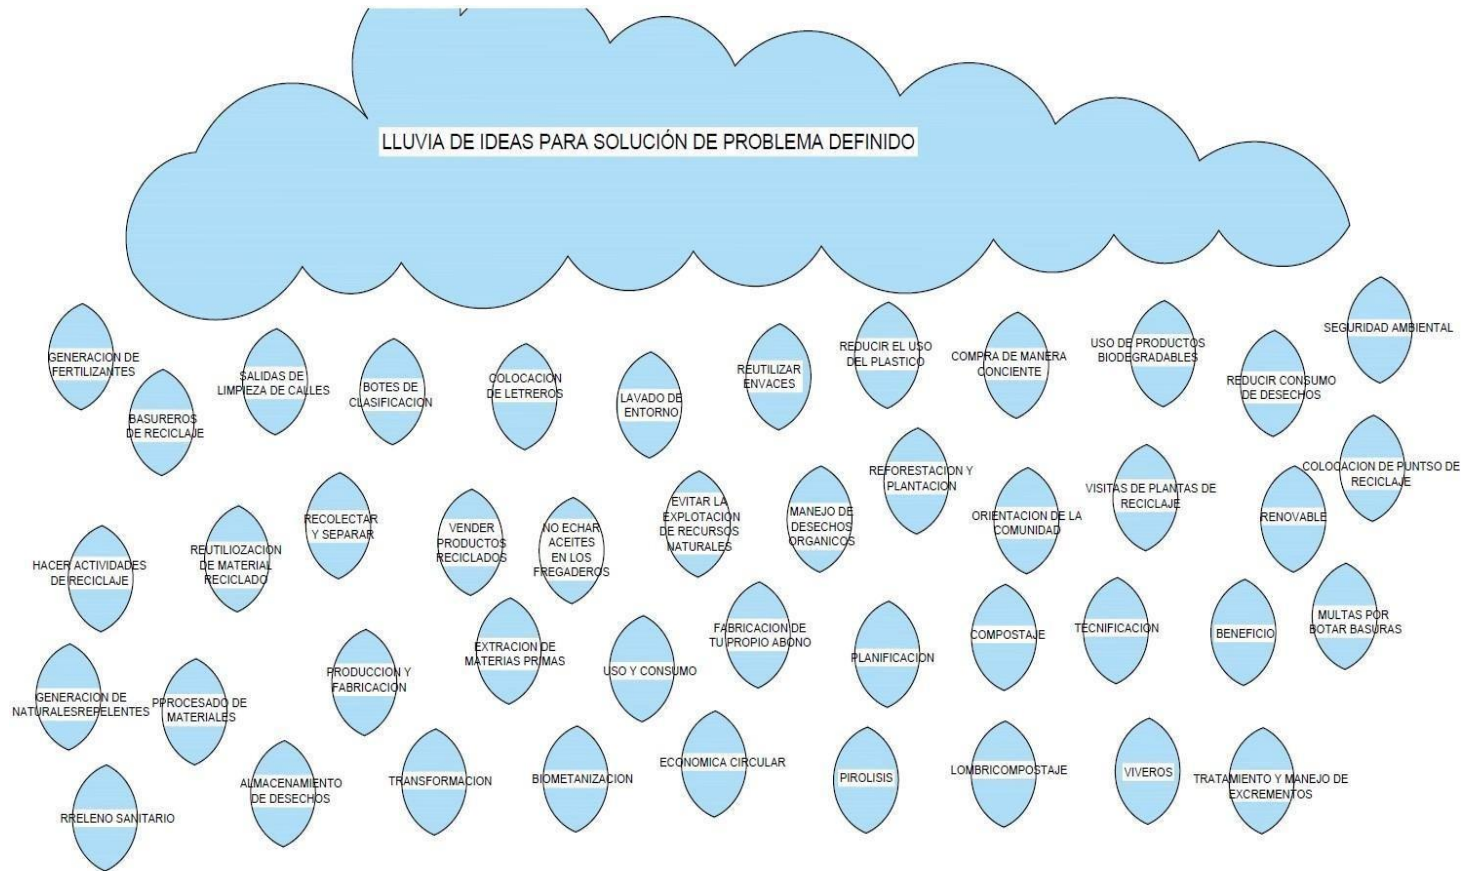 LLUVIA DE IDEAS PARA SOLUCIÓN DE PROBLEMA DEFINIDO
GENERACION DE
FERTILIZANTES
BASUREROS
DE RECICLAJE
SALIDAS DE
LIMPIEZA DE CALLES
BOTES DE
CLASIFICACION
COLOCACION
DE LETREROS
LAVADO DE
ENTORNO
REUTILIZAR
ENVACES
REDUCIR EL USO
DEL PLASTICO
COMPRA DE MANERA
CONCIENTE
USO DE PRODUCTOS
BIODEGRADABLES
REDUCIR CONSUMO
DE DESECHOS
SEGURIDAD AMBIENTAL
HACER ACTIVIDADES
DE RECICLAJE
REUTILIOZACION
DE MATERIAL
RECICLADO
RECOLECTAR
Y SEPARAR
VENDER
PRODUCTOS
RECICLADOS
NO ECHAR
ACEITES
EN LOS
FREGADEROS
EVITAR LA
EXPLOTACION
DE RECURSOS
NATURALES
MANEJO DE
DESECHOS
ORGANICOS
REFORESTACION Y
PLANTACION
ORIENTACION DE LA
COMUNIDAD
VISITAS DE PLANTAS DE
RECICLAJE
RENOVABLE
COLOCACION DE PUNTSO DE
RECICLAJE
GENERACION DE
NATURALESREPELENTES
PPROCESADO DE
MATERIALES
PRODUCCION Y
FABRICACION
EXTRACION DE
MATERIAS PRIMAS
USO Y CONSUMO
FABRICACION DE
TU PROPIO ABONO
PLANIFICACION
COMPOSTAJE
TECNIFICACION
BENEFICIO
MULTAS POR
BOTAR BASURAS
RRELENO SANITARIO
ALMACENAMIENTO
DE DESECHOS
TRANSFORMACION
BIOMETANIZACION
ECONOMICA CIRCULAR
PIROLISIS
LOMBRICOMPOSTAJE
VIVEROS
TRATAMIENTO Y MANEJO DE
EXCREMENTOS